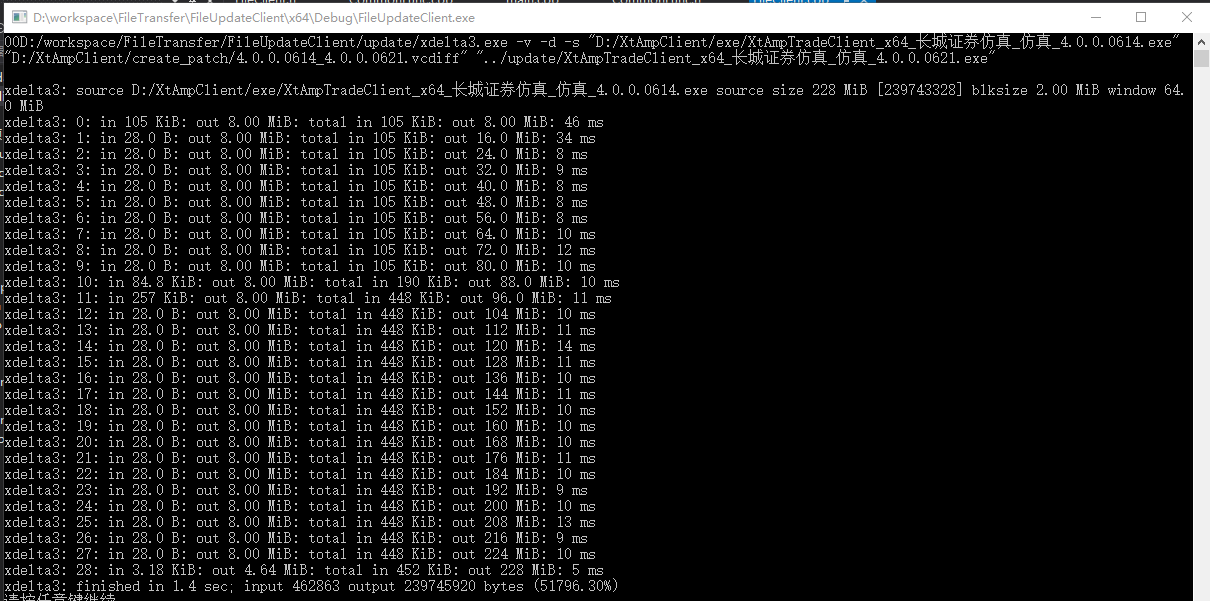 D:\workspace\FileTransfer\FileUpdateClient\x64\Debug\FileUpdateClient.exe
00D:/workspace/FileTransfer/FileUpdateClient/update/xdelta3.exe -v -d -s "D:/XtAmpClient/exe/XtAmpTradeClient_x64_长城证券仿真_仿真_4.0.0.0614.exe"
"D:/XtAmpClient/create_patch/4.0.0.0614_4.0.0.0621.vcdiff" "../update/XtAmpTradeClient_x64_长城证券仿真_仿真_4.0.0.0621.exe"
xdelta3: source D:/XtAmpClient/exe/XtAmpTradeClient_x64_长城证券仿真_仿真_4.0.0.0614.exe source size 228 MiB [239743328] blksize 2.00 MiB window 64.
0 MiB
xdelta3: 0: in 105 KiB: out 8.00 MiB: total in 105 KiB: out 8.00 MiB: 46 ms
xdelta3: 1: in 28.0 B: out 8.00 MiB: total in 105 KiB: out 16.0 MiB: 34 ms
xdelta3: 2: in 28.0 B: out 8.00 MiB: total in 105 KiB: out 24.0 MiB: 8 ms
xdelta3: 3: in 28.0 B: out 8.00 MiB: total in 105 KiB: out 32.0 MiB: 9 ms
xdelta3: 4: in 28.0 B: out 8.00 MiB: total in 105 KiB: out 40.0 MiB: 8 ms
xdelta3: 5: in 28.0 B: out 8.00 MiB: total in 105 KiB: out 48.0 MiB: 8 ms
xdelta3: 6: in 28.0 B: out 8.00 MiB: total in 105 KiB: out 56.0 MiB: 8 ms
xdelta3: 7: in 28.0 B: out 8.00 MiB: total in 105 KiB: out 64.0 MiB: 10 ms
xdelta3: 8: in 28.0 B: out 8.00 MiB: total in 105 KiB: out 72.0 MiB: 12 ms
xdelta3: 9: in 28.0 B: out 8.00 MiB: total in 105 KiB: out 80.0 MiB: 10 ms
xdelta3: 10: in 84.8 KiB: out 8.00 MiB: total in 190 KiB: out 88.0 MiB: 10 ms
xdelta3: 11: in 257 KiB: out 8.00 MiB: total in 448 KiB: out 96.0 MiB: 11 ms
xdelta3: 12: in 28.0 B: out 8.00 MiB: total in 448 KiB: out 104 MiB: 10 ms
xdelta3: 13: in 28.0 B: out 8.00 MiB: total in 448 KiB: out 112 MiB: 11 ms
xdelta3: 14: in 28.0 B: out 8.00 MiB: total in 448 KiB: out 120 MiB: 14 ms
xdelta3: 15: in 28.0 B: out 8.00 MiB: total in 448 KiB: out 128 MiB: 11 ms
xdelta3: 16: in 28.0 B: out 8.00 MiB: total in 448 KiB: out 136 MiB: 10 ms
xdelta3: 17: in 28.0 B: out 8.00 MiB: total in 448 KiB: out 144 MiB: 11 ms
xdelta3: 18: in 28.0 B: out 8.00 MiB: total in 448 KiB: out 152 MiB: 10 ms
xdelta3: 19: in 28.0 B: out 8.00 MiB: total in 448 KiB: out 160 MiB: 10 ms
xdelta3: 20: in 28.0 B: out 8.00 MiB: total in 448 KiB: out 168 MiB: 10 ms
xdelta3: 21: in 28.0 B: out 8.00 MiB: total in 448 KiB: out 176 MiB: 11 ms
xdelta3: 22: in 28.0 B: out 8.00 MiB: total in 448 KiB: out 184 MiB: 10 ms
xdelta3: 23: in 28.0 B: out 8.00 MiB: total in 448 KiB: out 192 MiB: 9 ms
xdelta3: 24: in 28.0 B: out 8.00 MiB: total in 448 KiB: out 200 MiB: 10 ms
xdelta3: 25: in 28.0 B: out 8.00 MiB: total in 448 KiB: out 208 MiB: 13 ms
xdelta3: 26: in 28.0 B: out 8.00 MiB: total in 448 KiB: out 216 MiB: 9 ms
xdelta3: 27: in 28.0 B: out 8.00 MiB: total in 448 KiB: out 224 MiB: 10 ms
xdelta3: 28: in 3.18 KiB: out 4.64 MiB: total in 452 KiB: out 228 MiB: 5 ms
xdelta3: finished in 1.4 sec; input 462863 output 239745920 bytes (51796.30%)
请按任意键继续